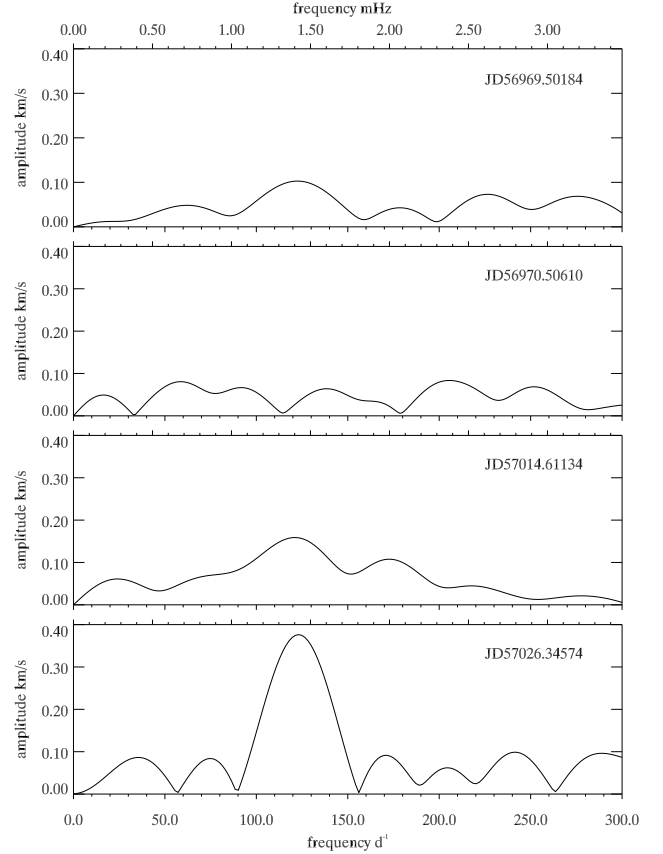 frequency mHz
0.00 0.50 1.00 1.50 2.00 2.50 3.00
0.40
0.30
0.20
0.10
0.00
amplitude km/s
JD56969.50184
0.40
0.30
0.20
0.10
0.00
amplitude km/s
JD56970.50610
0.40
0.30
0.20
0.10
0.00
amplitude km/s
JD57014.61134
0.40
0.30
0.20
0.10
0.00
amplitude km/s
JD57026.34574
0.0 50.0 100.0 150.0 200.0 250.0 300.0
frequency d⁻¹